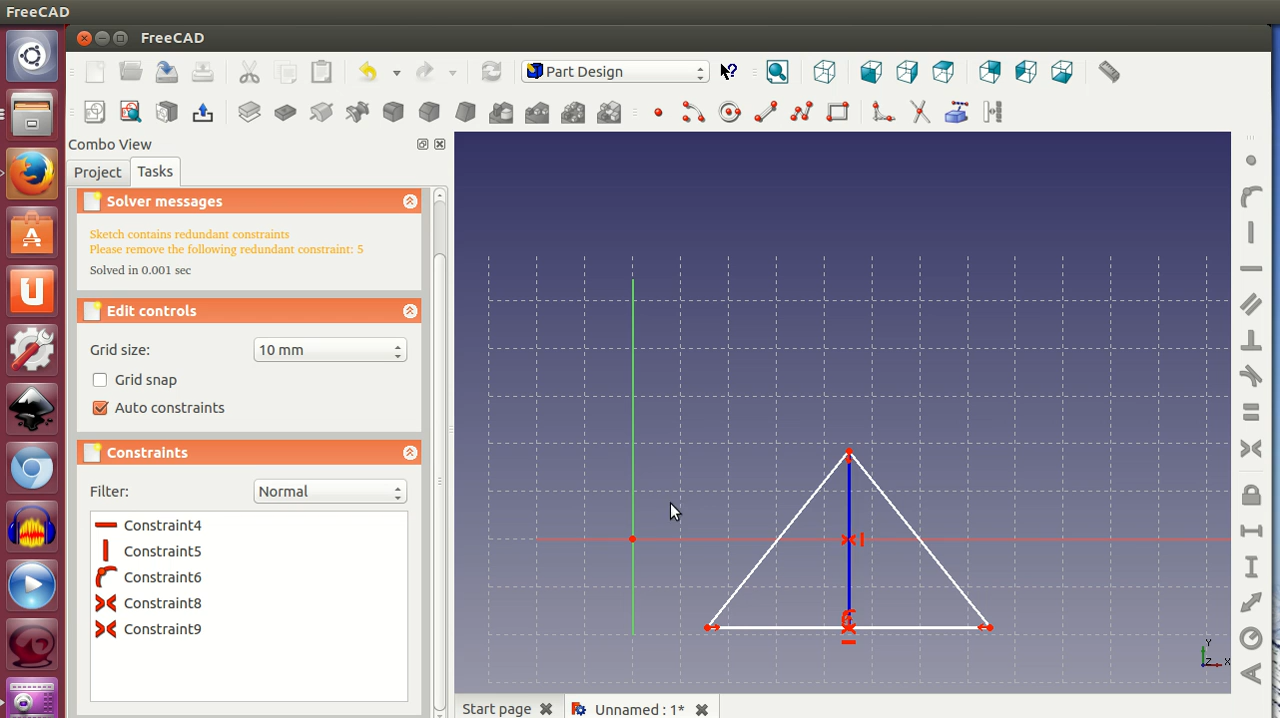 FreeCAD
FreeCAD
Part Design
Combo View
Project Tasks
Solver messages
Sketch contains redundant constraints
Please remove the following redundant constraint: 5
Solved in 0.001 sec
Edit controls
Grid size: 10 mm
Grid snap
Auto constraints
Constraints
Filter: Normal
Constraint4
Constraint5
Constraint6
Constraint8
Constraint9
Y
Z X
Start page Unnamed : 1*